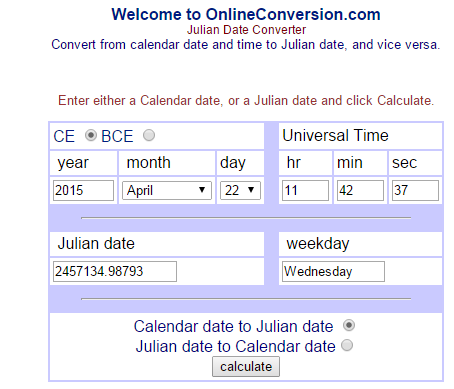 Welcome to OnlineConversion.com
Julian Date Converter
Convert from calendar date and time to Julian date, and vice versa.
Enter either a Calendar date, or a Julian date and click Calculate.
CE BCE Universal Time
year month day hr min sec
2015 April 22 11 42 37
Julian date weekday
2457134.98793 Wednesday
Calendar date to Julian date
Julian date to Calendar date
calculate